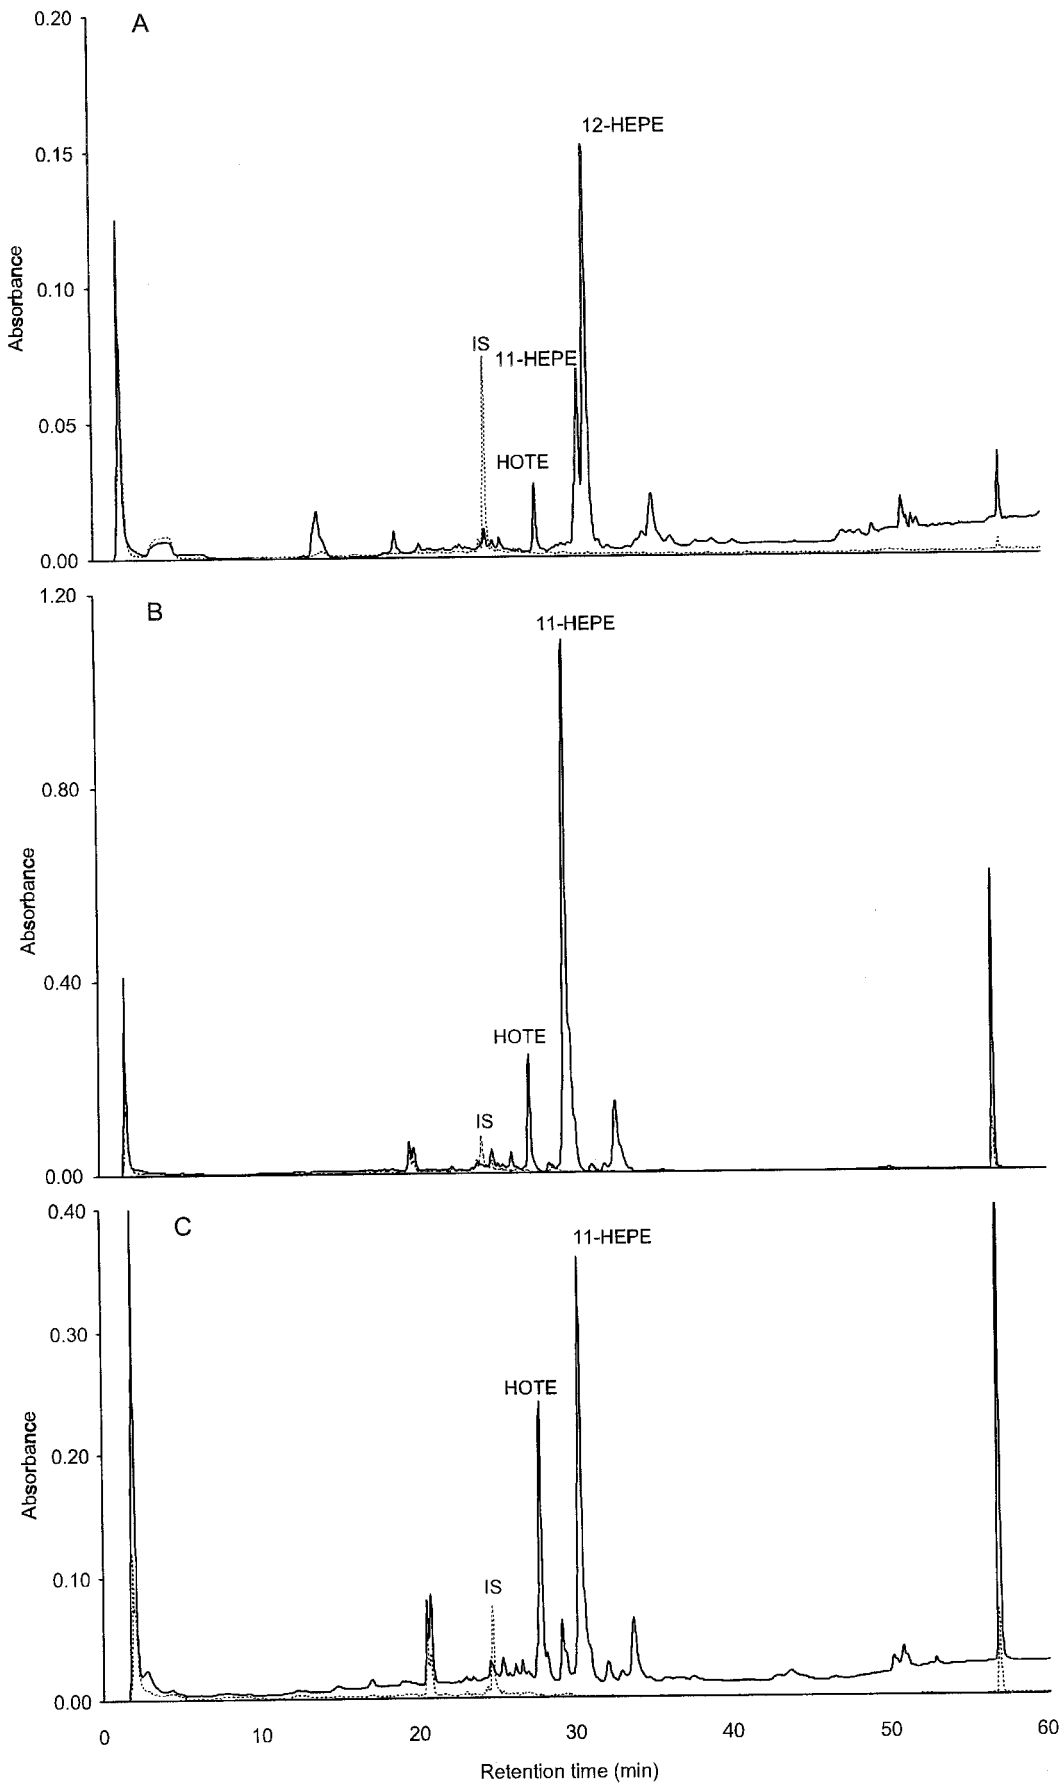 A
0.20
0.15
0.10
0.05
0.00
Absorbance
12-HEPE
IS
11-HEPE
HOTE
B
1.20
0.80
0.40
0.00
Absorbance
11-HEPE
HOTE
IS
C
0.40
0.30
0.20
0.10
0.00
Absorbance
11-HEPE
HOTE
IS
0 10 20 30 40 50 60
Retention time (min)